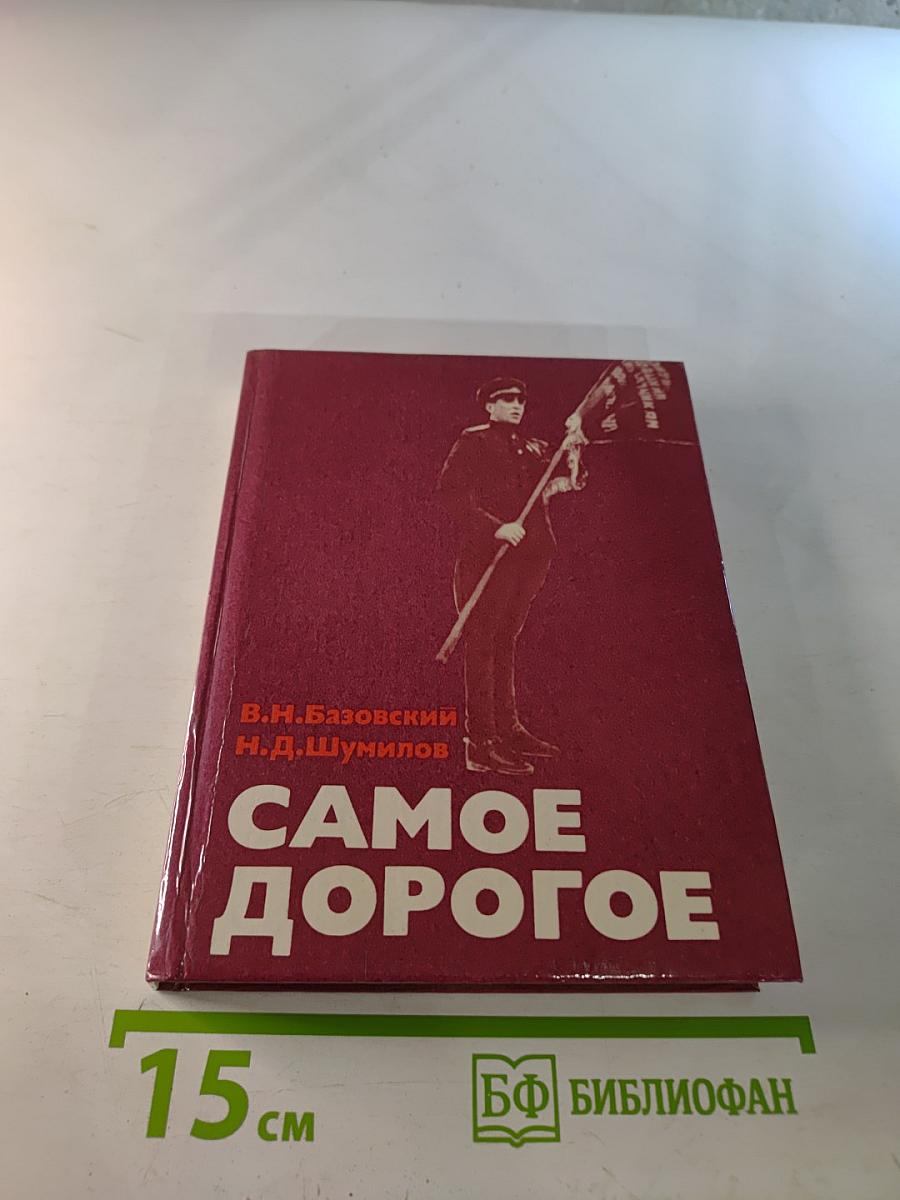 В.Н.Базовский
Н.Д.Шумилов
САМОЕ
ДОРОГОЕ
15 см
БФ БИБЛИОФАН